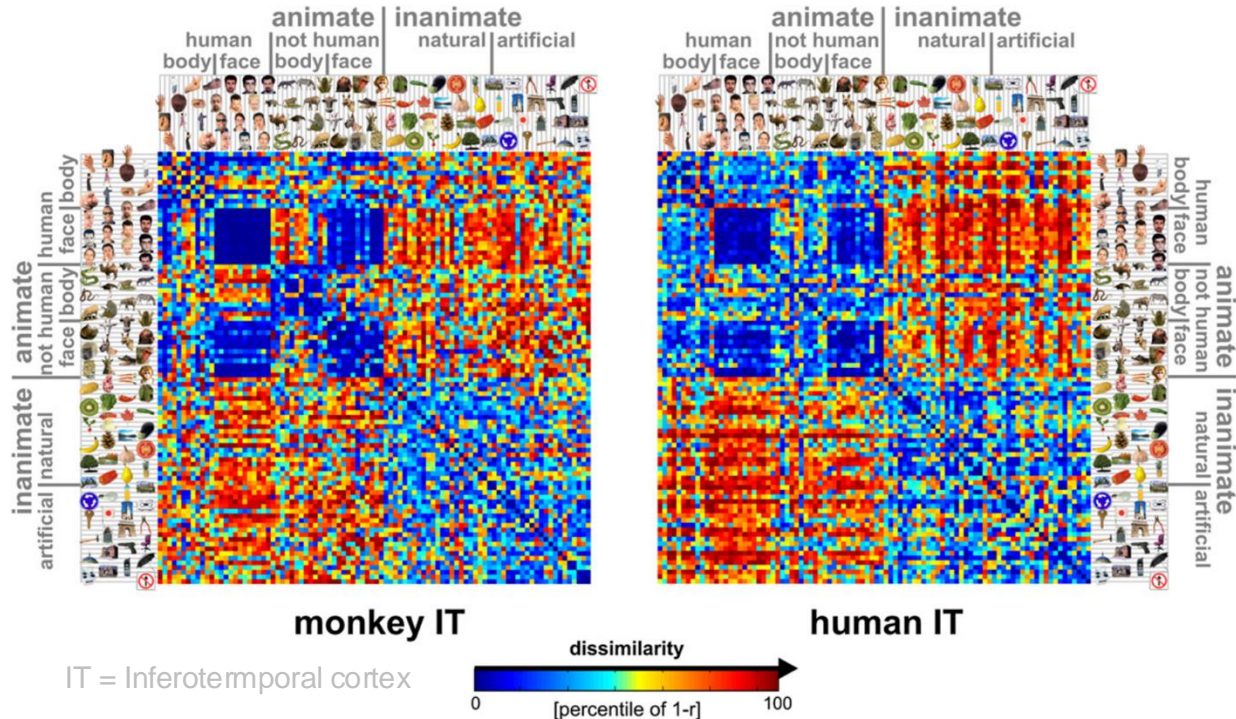 animate inanimate
human not human natural artificial
body face body face
animate inanimate
human not human natural artificial
body face body face
animate inanimate
human not human natural artificial
body face body face
human not human natural artificial
body face body face
animate inanimate
monkey IT
human IT
IT = Inferotermporal cortex
dissimilarity
0
100
[percentile of 1-r]